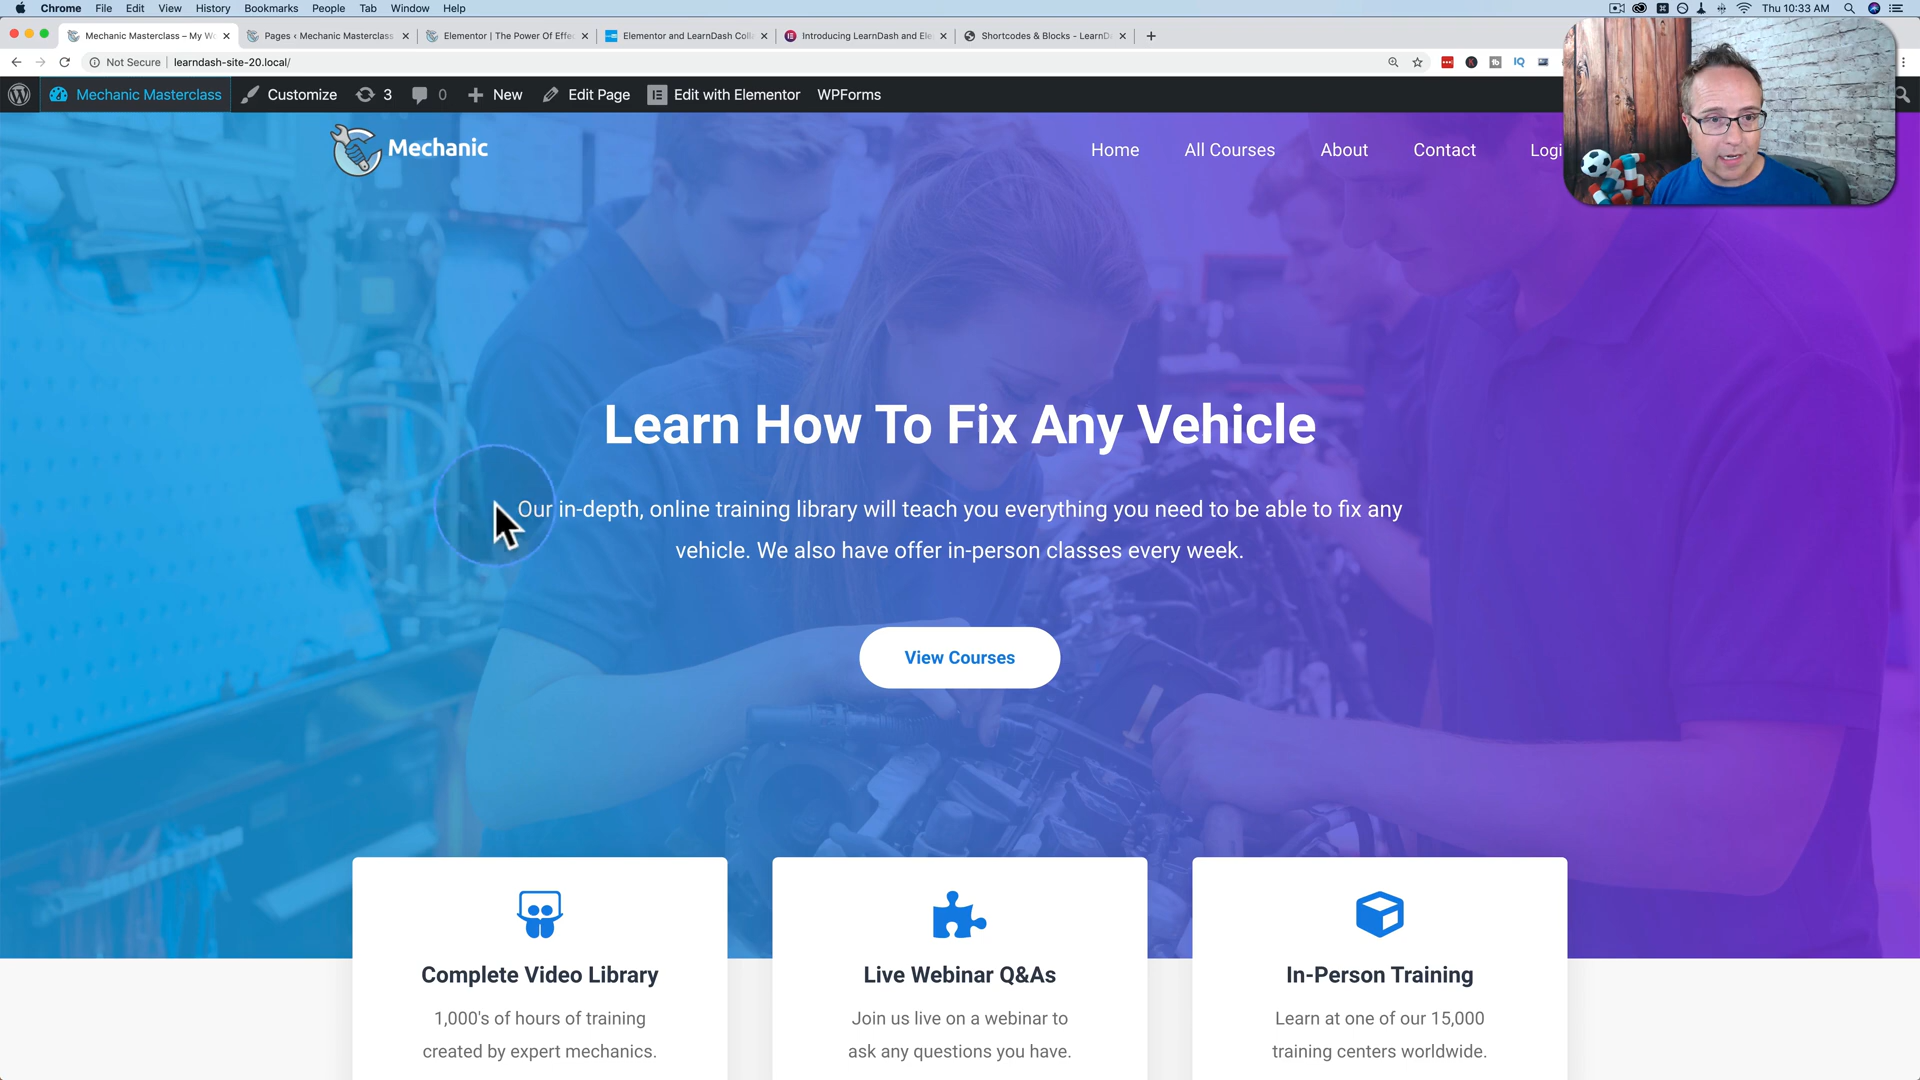 Chrome File Edit View History Bookmarks People Tab Window Help Thu 10:33 AM
Mechanic Masterclass – My Wo Pages ‹ Mechanic Masterclass Elementor | The Power Of Effec Elementor and LearnDash Colla Introducing LearnDash and Ele Shortcodes & Blocks - LearnD
Not Secure learndash-site-20.local/ IQ
Mechanic Masterclass Customize 3 0 New Edit Page Edit with Elementor WPForms
Mechanic Home All Courses About Contact Logi
Learn How To Fix Any Vehicle
Our in-depth, online training library will teach you everything you need to be able to fix any
vehicle. We also have offer in-person classes every week.
View Courses
Complete Video Library
1,000's of hours of training
created by expert mechanics.
Live Webinar Q&As
Join us live on a webinar to
ask any questions you have.
In-Person Training
Learn at one of our 15,000
training centers worldwide.